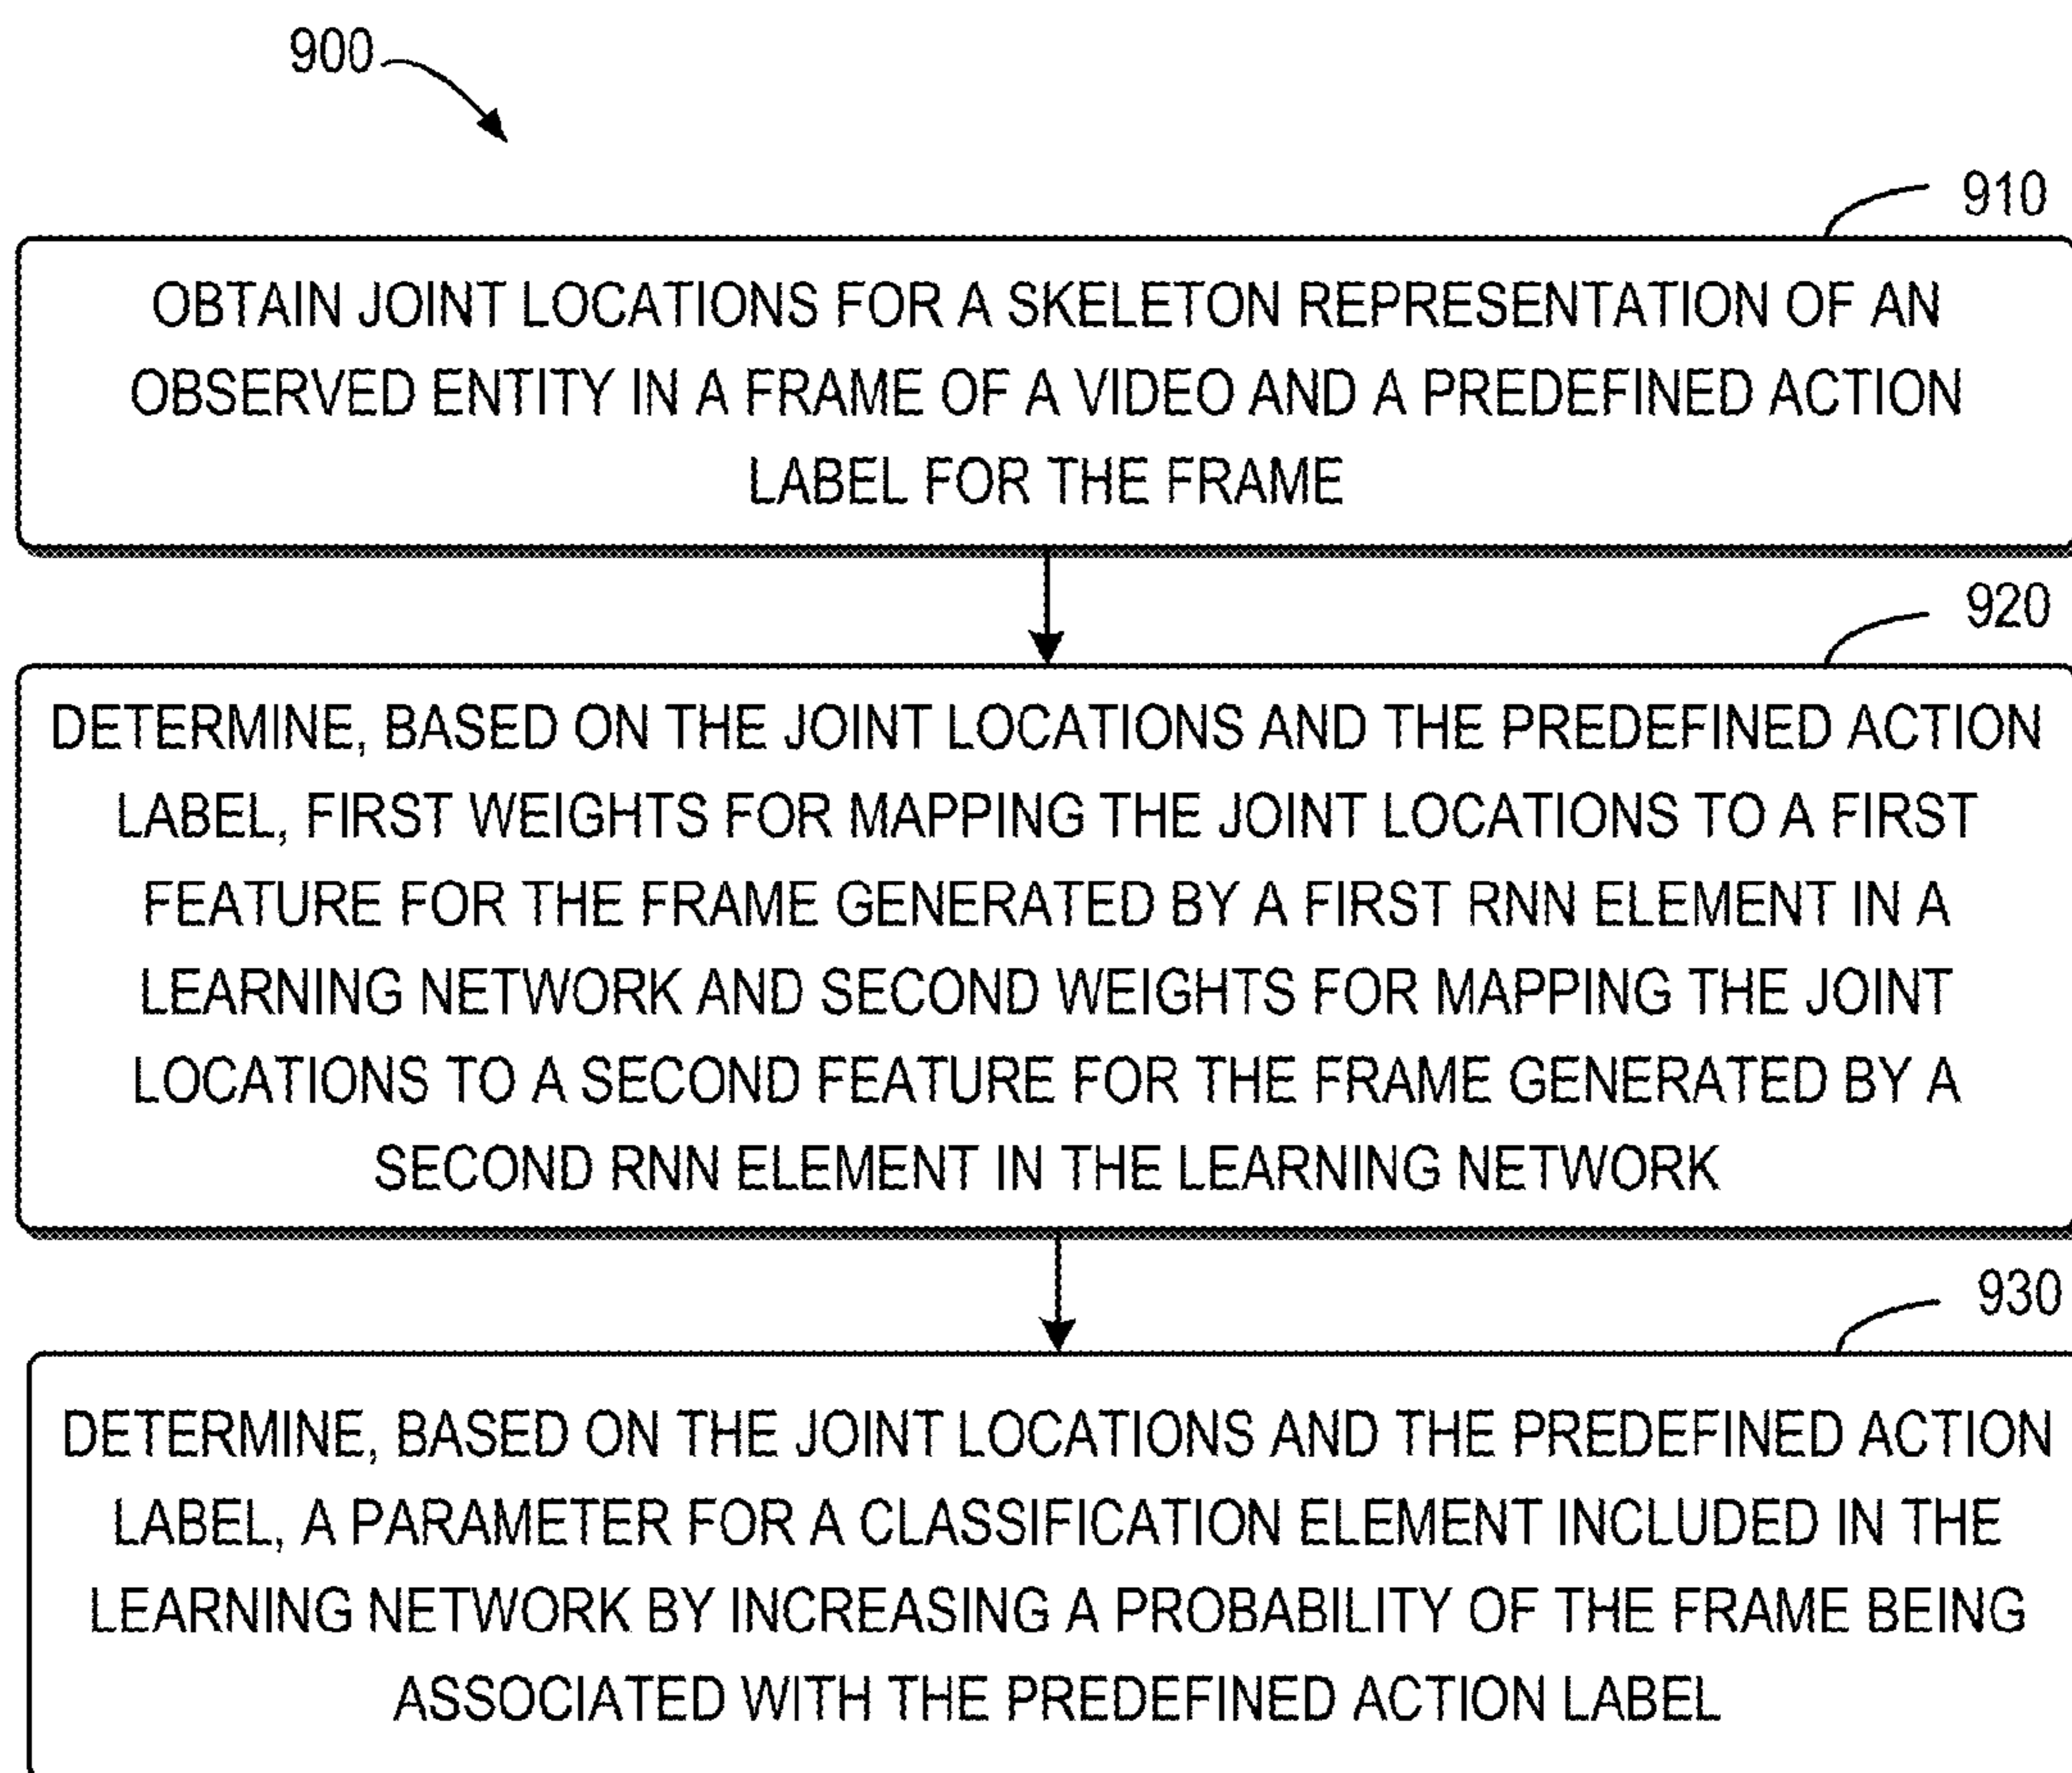 900
910
OBTAIN JOINT LOCATIONS FOR A SKELETON REPRESENTATION OF AN
OBSERVED ENTITY IN A FRAME OF A VIDEO AND A PREDEFINED ACTION
LABEL FOR THE FRAME
920
DETERMINE, BASED ON THE JOINT LOCATIONS AND THE PREDEFINED ACTION
LABEL, FIRST WEIGHTS FOR MAPPING THE JOINT LOCATIONS TO A FIRST
FEATURE FOR THE FRAME GENERATED BY A FIRST RNN ELEMENT IN A
LEARNING NETWORK AND SECOND WEIGHTS FOR MAPPING THE JOINT
LOCATIONS TO A SECOND FEATURE FOR THE FRAME GENERATED BY A
SECOND RNN ELEMENT IN THE LEARNING NETWORK
930
DETERMINE, BASED ON THE JOINT LOCATIONS AND THE PREDEFINED ACTION
LABEL, A PARAMETER FOR A CLASSIFICATION ELEMENT INCLUDED IN THE
LEARNING NETWORK BY INCREASING A PROBABILITY OF THE FRAME BEING
ASSOCIATED WITH THE PREDEFINED ACTION LABEL